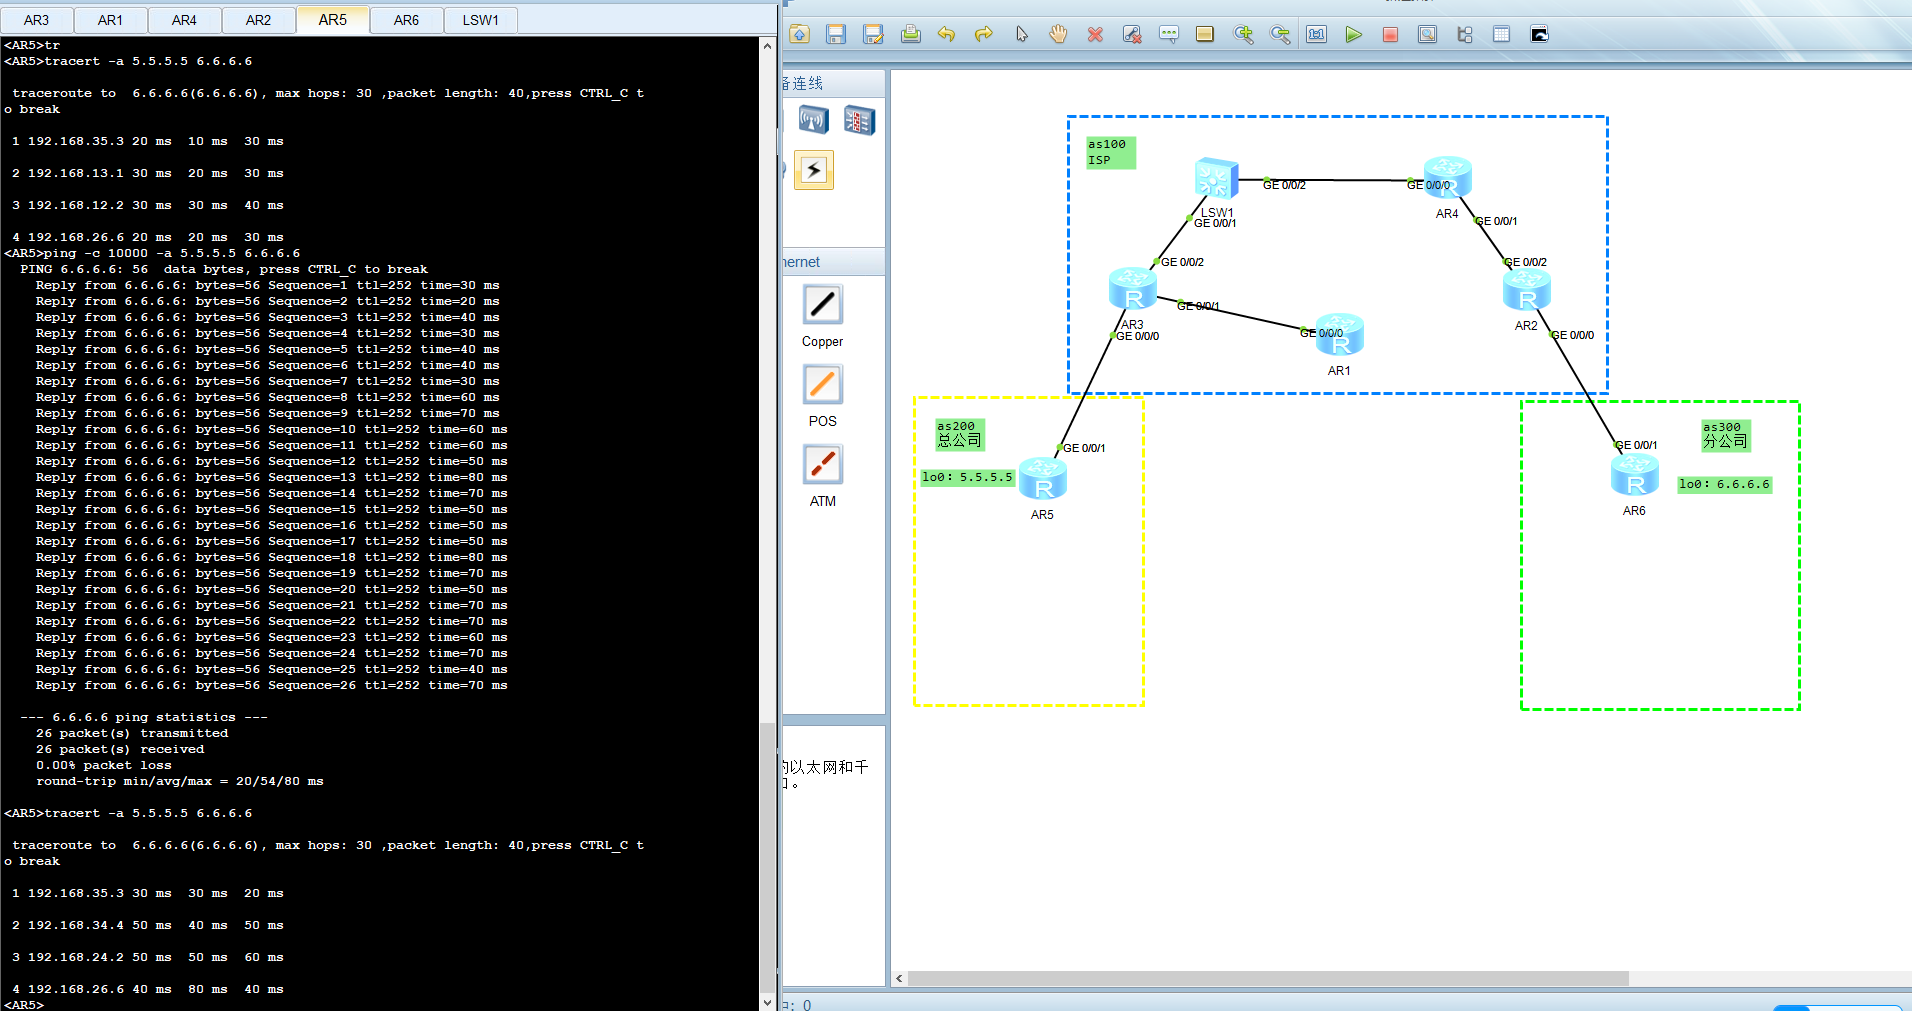 AR3 AR1 AR4 AR2 AR5 AR6 LSW1
<AR5>tr
<AR5>tracert -a 5.5.5.5 6.6.6.6
traceroute to  6.6.6.6(6.6.6.6), max hops: 30 ,packet length: 40,press CTRL_C t
o break
1 192.168.35.3 20 ms  10 ms  30 ms
2 192.168.13.1 30 ms  20 ms  30 ms
3 192.168.12.2 30 ms  30 ms  40 ms
4 192.168.26.6 20 ms  20 ms  30 ms
<AR5>ping -c 10000 -a 5.5.5.5 6.6.6.6
PING 6.6.6.6: 56  data bytes, press CTRL_C to break
Reply from 6.6.6.6: bytes=56 Sequence=1 ttl=252 time=30 ms
Reply from 6.6.6.6: bytes=56 Sequence=2 ttl=252 time=20 ms
Reply from 6.6.6.6: bytes=56 Sequence=3 ttl=252 time=40 ms
Reply from 6.6.6.6: bytes=56 Sequence=4 ttl=252 time=30 ms
Reply from 6.6.6.6: bytes=56 Sequence=5 ttl=252 time=40 ms
Reply from 6.6.6.6: bytes=56 Sequence=6 ttl=252 time=40 ms
Reply from 6.6.6.6: bytes=56 Sequence=7 ttl=252 time=30 ms
Reply from 6.6.6.6: bytes=56 Sequence=8 ttl=252 time=60 ms
Reply from 6.6.6.6: bytes=56 Sequence=9 ttl=252 time=70 ms
Reply from 6.6.6.6: bytes=56 Sequence=10 ttl=252 time=60 ms
Reply from 6.6.6.6: bytes=56 Sequence=11 ttl=252 time=60 ms
Reply from 6.6.6.6: bytes=56 Sequence=12 ttl=252 time=50 ms
Reply from 6.6.6.6: bytes=56 Sequence=13 ttl=252 time=80 ms
Reply from 6.6.6.6: bytes=56 Sequence=14 ttl=252 time=70 ms
Reply from 6.6.6.6: bytes=56 Sequence=15 ttl=252 time=50 ms
Reply from 6.6.6.6: bytes=56 Sequence=16 ttl=252 time=50 ms
Reply from 6.6.6.6: bytes=56 Sequence=17 ttl=252 time=50 ms
Reply from 6.6.6.6: bytes=56 Sequence=18 ttl=252 time=80 ms
Reply from 6.6.6.6: bytes=56 Sequence=19 ttl=252 time=70 ms
Reply from 6.6.6.6: bytes=56 Sequence=20 ttl=252 time=50 ms
Reply from 6.6.6.6: bytes=56 Sequence=21 ttl=252 time=70 ms
Reply from 6.6.6.6: bytes=56 Sequence=22 ttl=252 time=70 ms
Reply from 6.6.6.6: bytes=56 Sequence=23 ttl=252 time=60 ms
Reply from 6.6.6.6: bytes=56 Sequence=24 ttl=252 time=70 ms
Reply from 6.6.6.6: bytes=56 Sequence=25 ttl=252 time=40 ms
Reply from 6.6.6.6: bytes=56 Sequence=26 ttl=252 time=70 ms
--- 6.6.6.6 ping statistics ---
26 packet(s) transmitted
26 packet(s) received
0.00% packet loss
round-trip min/avg/max = 20/54/80 ms
<AR5>tracert -a 5.5.5.5 6.6.6.6
traceroute to  6.6.6.6(6.6.6.6), max hops: 30 ,packet length: 40,press CTRL_C t
o break
1 192.168.35.3 30 ms  30 ms  20 ms
2 192.168.34.4 50 ms  40 ms  50 ms
3 192.168.24.2 50 ms  50 ms  60 ms
4 192.168.26.6 40 ms  80 ms  40 ms
<AR5>
备连线
hernet
Copper
POS
ATM
的以太网和千
口。
中: 0
1:1
as100
ISP
LSW1
GE 0/0/2
GE 0/0/0
AR4
GE 0/0/1
GE 0/0/1
GE 0/0/2
GE 0/0/2
R
AR3
GE 0/0/1
GE 0/0/0
R
AR1
R
AR2
GE 0/0/0
GE 0/0/0
as200
总公司
lo0: 5.5.5.5
GE 0/0/1
R
AR5
GE 0/0/1
R
AR6
as300
分公司
lo0: 6.6.6.6